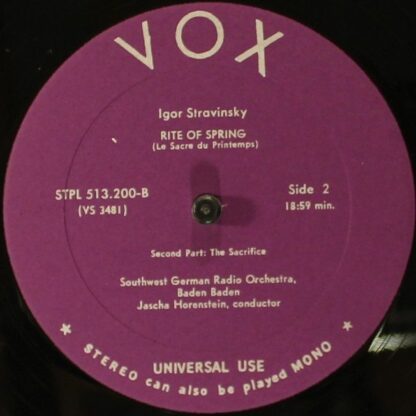 VOX
Igor Stravinsky
RITE OF SPRING
(Le Sacre du Printemps)
STPL 513.200-B
(VS 3481)
Side 2
18:59 min.
Second Part: The Sacrifice
Southwest German Radio Orchestra,
Baden Baden
Jascha Horenstein, conductor
UNIVERSAL USE
★ STEREO can also be played MONO ★